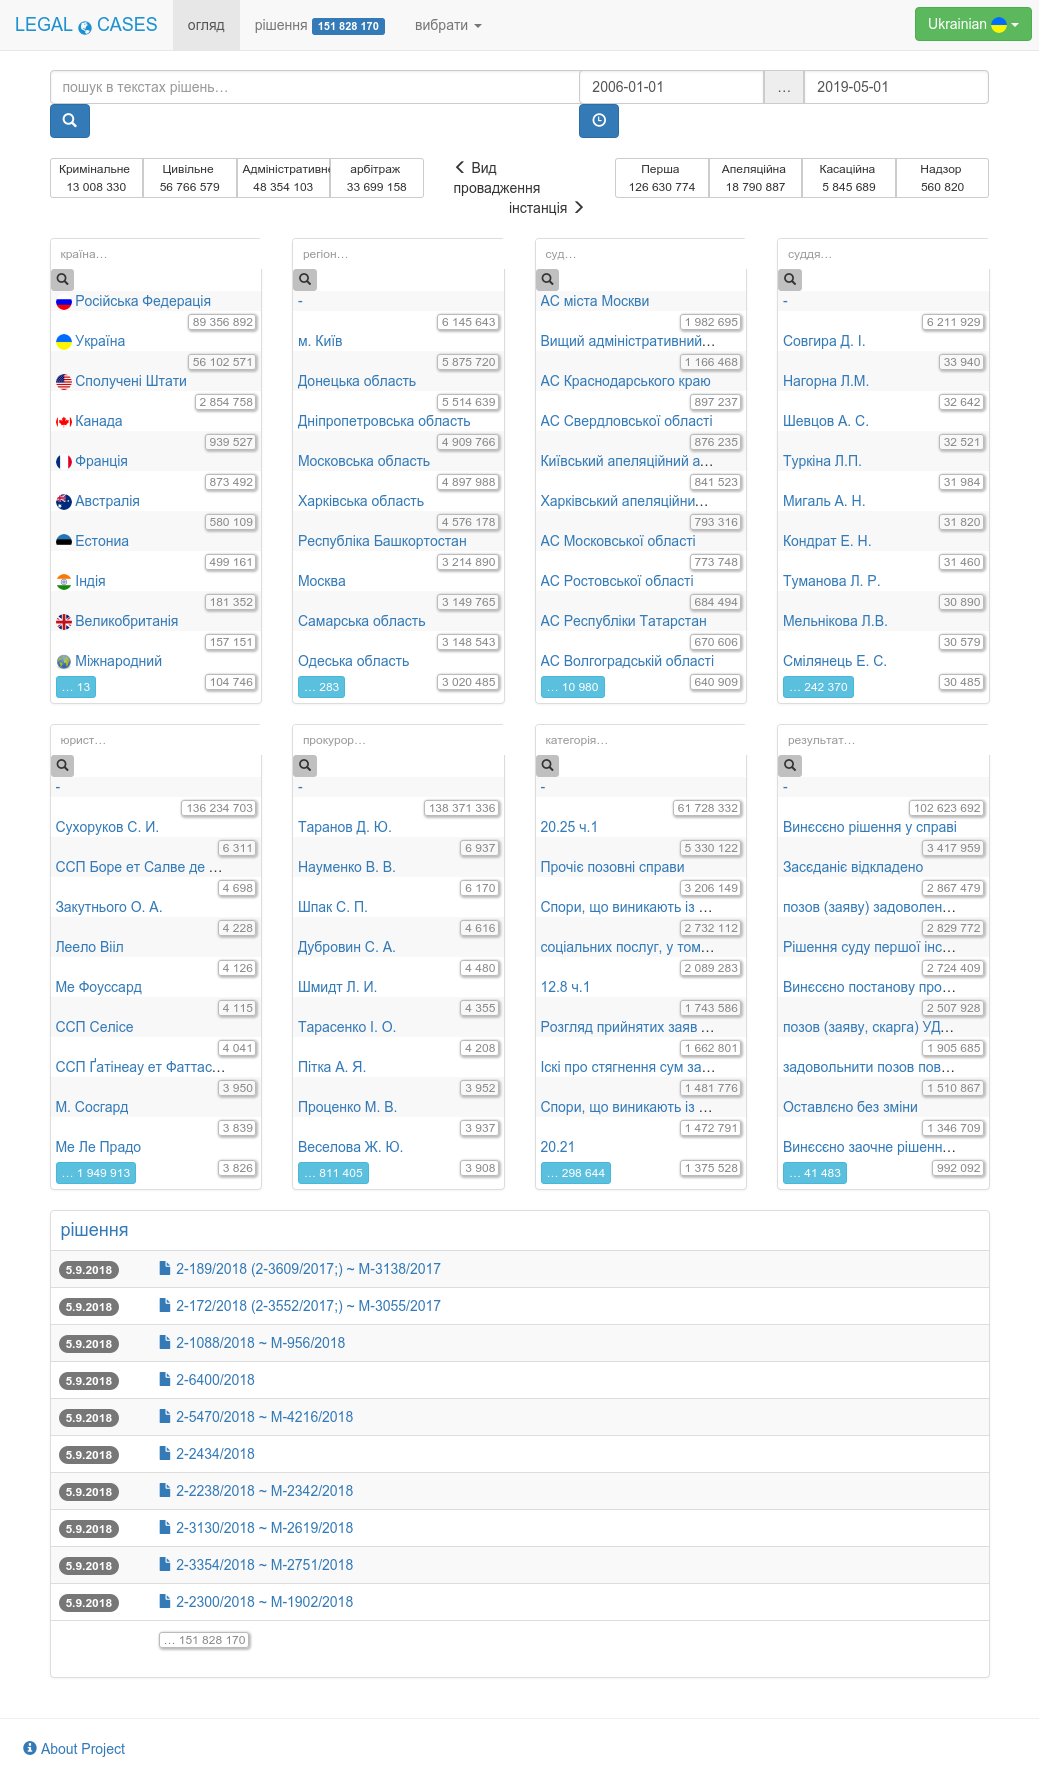 LEGAL CASES огляд рішення 151 828 170 вибрати Ukrainian
пошук в текстах рішень… 2006-01-01 … 2019-05-01
Кримінальне Цивільне Адміністративне арбітраж
13 008 330 56 766 579 48 354 103 33 699 158
Вид
провадження
інстанція
Перша Апеляційна Касаційна Надзор
126 630 774 18 790 887 5 845 689 560 820
країна…
Російська Федерація
89 356 892
Україна
56 102 571
Сполучені Штати
2 854 758
Канада
939 527
Франція
873 492
Австралія
580 109
Естониа
499 161
Індія
181 352
Великобританія
157 151
Міжнародний
104 746
… 13
регіон…
-
6 145 643
м. Київ
5 875 720
Донецька область
5 514 639
Дніпропетровська область
4 909 766
Московська область
4 897 988
Харківська область
4 576 178
Республіка Башкортостан
3 214 890
Москва
3 149 765
Самарська область
3 148 543
Одеська область
3 020 485
… 283
суд…
АС міста Москви
1 982 695
Вищий адміністративний…
1 166 468
АС Краснодарського краю
897 237
АС Свердловської області
876 235
Київський апеляційний а…
841 523
Харківський апеляційни…
793 316
АС Московської області
773 748
АС Ростовської області
684 494
АС Республіки Татарстан
670 606
АС Волгоградській області
640 909
… 10 980
суддя…
-
6 211 929
Совгира Д. І.
33 940
Нагорна Л.М.
32 642
Шевцов А. С.
32 521
Туркіна Л.П.
31 984
Мигаль А. Н.
31 820
Кондрат Е. Н.
31 460
Туманова Л. Р.
30 890
Мельнікова Л.В.
30 579
Смілянець Е. С.
30 485
… 242 370
юрист…
-
136 234 703
Сухоруков С. И.
6 311
ССП Боре ет Салве де …
4 698
Закутнього О. А.
4 228
Леело Вііл
4 126
Ме Фоуссард
4 115
ССП Селісе
4 041
ССП Ґатінеау ет Фаттас…
3 950
М. Сосгард
3 839
Ме Ле Прадо
3 826
… 1 949 913
прокурор…
-
138 371 336
Таранов Д. Ю.
6 937
Науменко В. В.
6 170
Шпак С. П.
4 616
Дубровин С. А.
4 480
Шмидт Л. И.
4 355
Тарасенко І. О.
4 208
Пітка А. Я.
3 952
Проценко М. В.
3 937
Веселова Ж. Ю.
3 908
… 811 405
категорія…
-
61 728 332
20.25 ч.1
5 330 122
Прочіє позовні справи
3 206 149
Спори, що виникають із …
2 732 112
соціальних послуг, у том…
2 089 283
12.8 ч.1
1 743 586
Розгляд прийнятих заяв …
1 662 801
Іскі про стягнення сум за…
1 481 776
Спори, що виникають із …
1 472 791
20.21
1 375 528
… 298 644
результат…
-
102 623 692
Винєсєно рішення у справі
3 417 959
Засєданіє відкладено
2 867 479
позов (заяву) задоволен…
2 829 772
Рішення суду першої інс…
2 724 409
Винєсєно постанову про…
2 507 928
позов (заяву, скарга) УД…
1 905 685
задовольнити позов пов…
1 510 867
Оставлєно без зміни
1 346 709
Винєсєно заочне рішенн…
992 092
… 41 483
рішення
5.9.2018 2-189/2018 (2-3609/2017;) ~ М-3138/2017
5.9.2018 2-172/2018 (2-3552/2017;) ~ М-3055/2017
5.9.2018 2-1088/2018 ~ М-956/2018
5.9.2018 2-6400/2018
5.9.2018 2-5470/2018 ~ М-4216/2018
5.9.2018 2-2434/2018
5.9.2018 2-2238/2018 ~ М-2342/2018
5.9.2018 2-3130/2018 ~ М-2619/2018
5.9.2018 2-3354/2018 ~ М-2751/2018
5.9.2018 2-2300/2018 ~ М-1902/2018
… 151 828 170
About Project